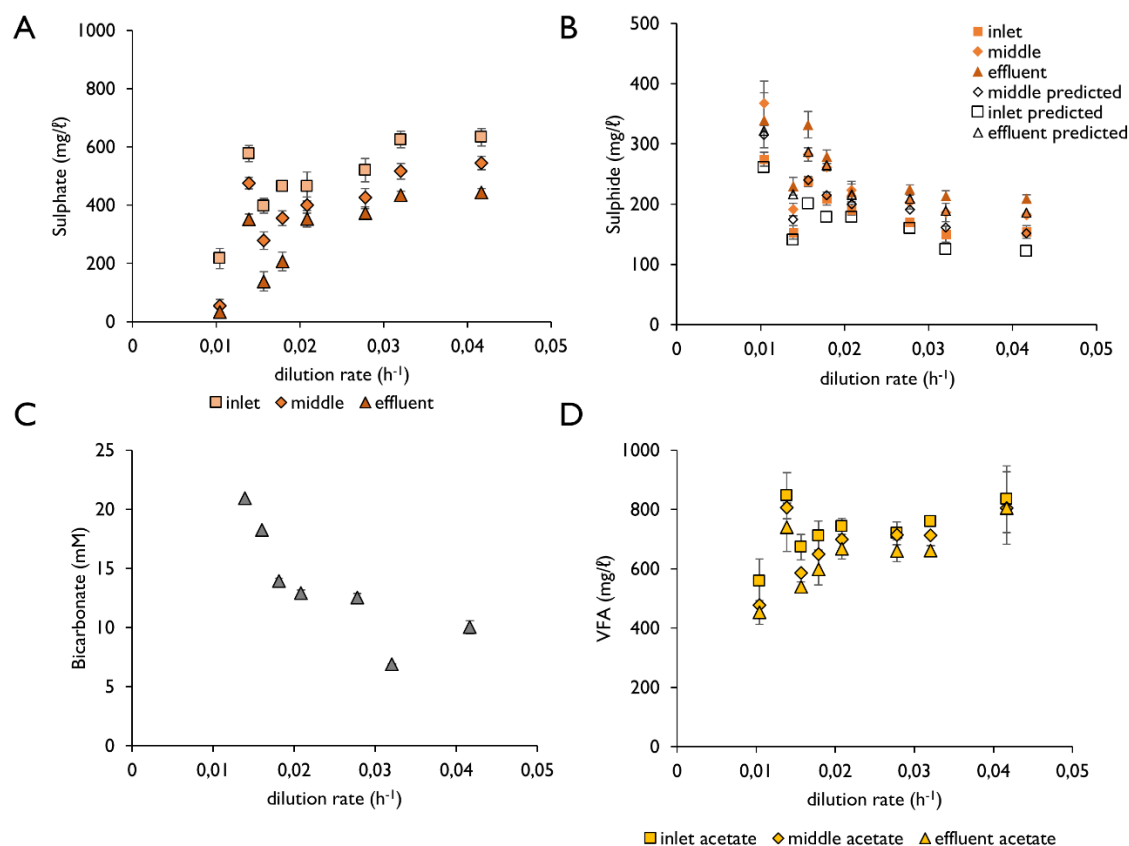 A
Sulphate (mg/ℓ)
1000
800
600
400
200
0
0
0,01
0,02
0,03
0,04
0,05
dilution rate (h⁻¹)
inlet middle effluent
B
Sulphide (mg/ℓ)
500
400
300
200
100
0
0
0,01
0,02
0,03
0,04
0,05
dilution rate (h⁻¹)
inlet
middle
effluent
middle predicted
inlet predicted
effluent predicted
C
Bicarbonate (mM)
25
20
15
10
5
0
0
0,01
0,02
0,03
0,04
0,05
dilution rate (h⁻¹)
D
VFA (mg/ℓ)
1000
800
600
400
200
0
0
0,01
0,02
0,03
0,04
0,05
dilution rate (h⁻¹)
inlet acetate middle acetate effluent acetate